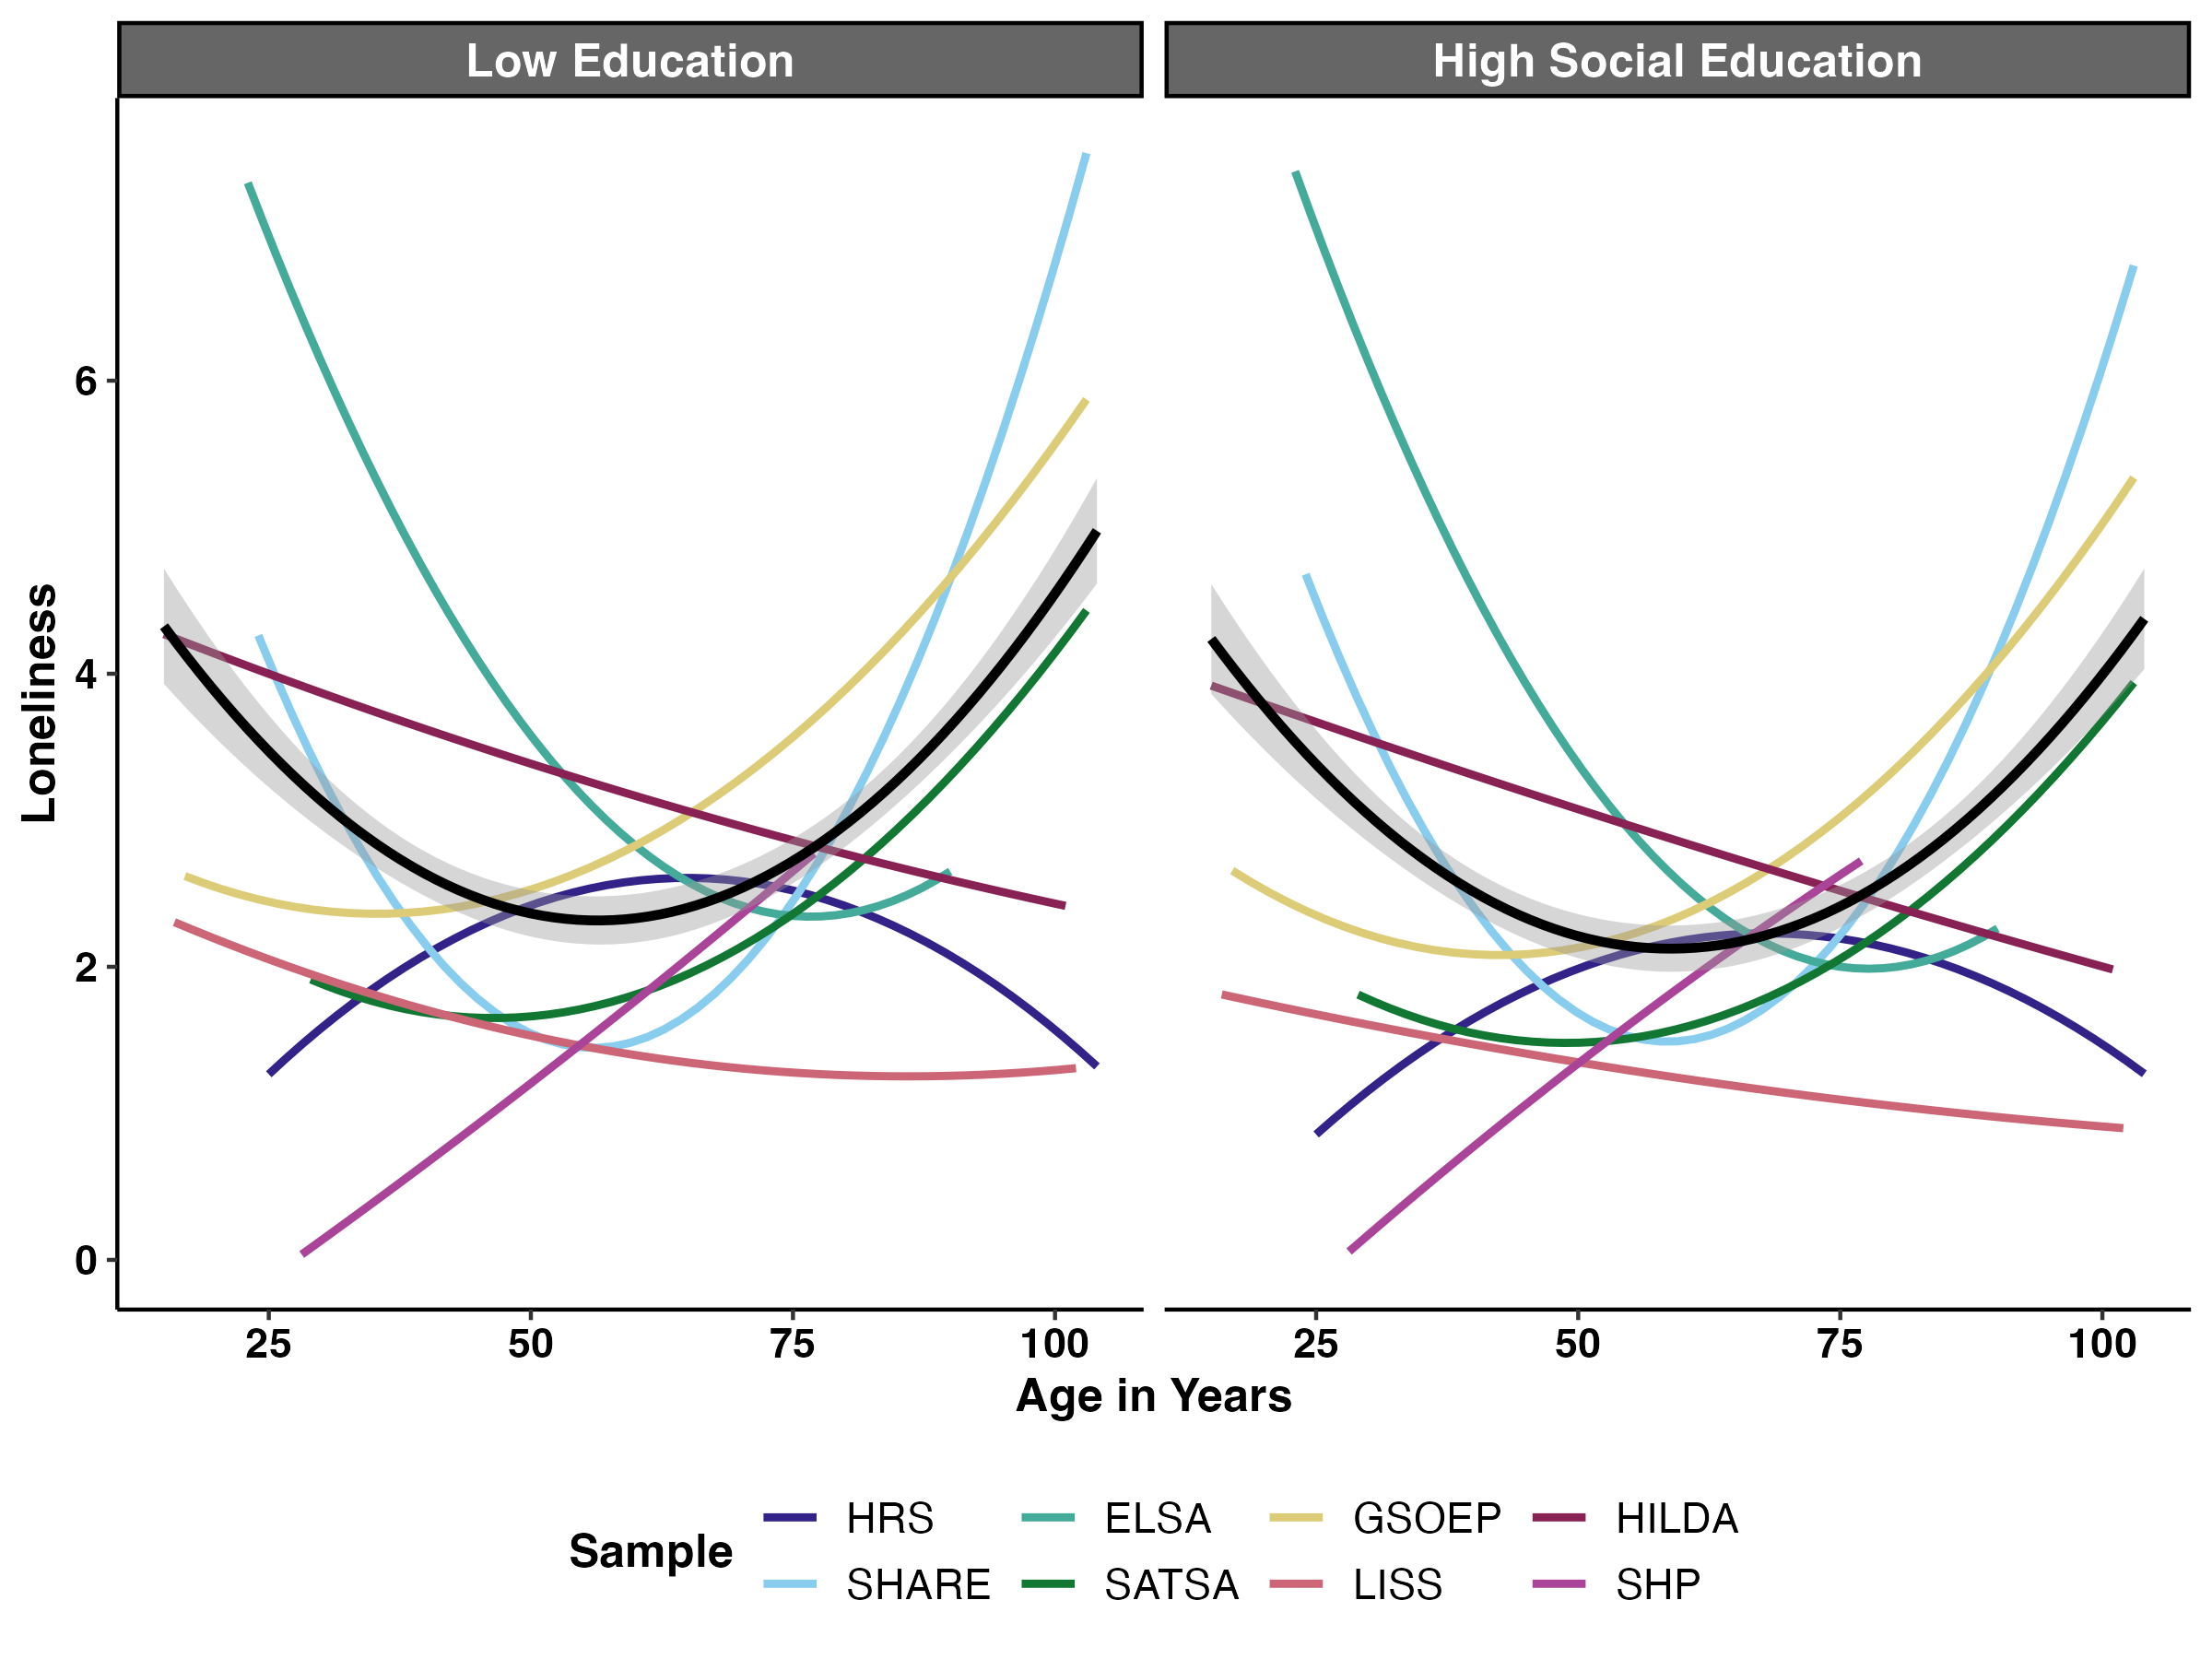 Low Education
High Social Education
Loneliness
6
4
2
0
25 50 75 100
25 50 75 100
Age in Years
Sample
HRS ELSA GSOEP HILDA
SHARE SATSA LISS SHP